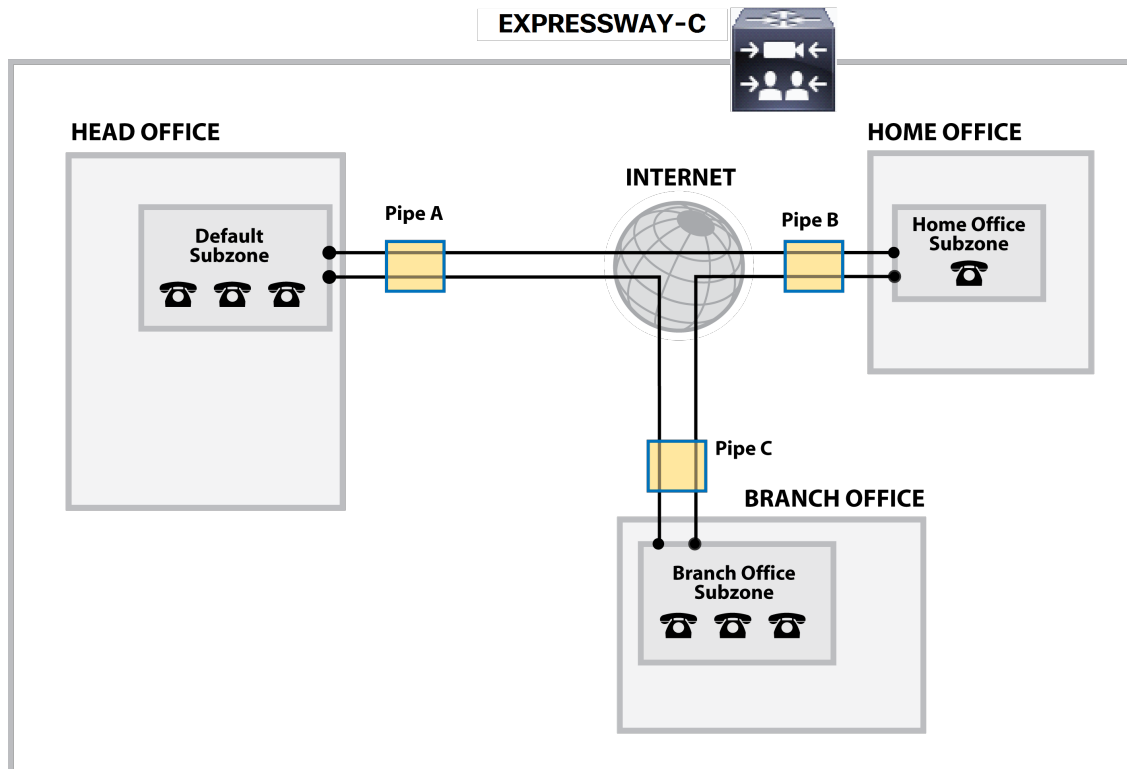 EXPRESSWAY-C
HEAD OFFICE
HOME OFFICE
INTERNET
Pipe A
Pipe B
Default
Subzone
Home Office
Subzone
Pipe C
BRANCH OFFICE
Branch Office
Subzone